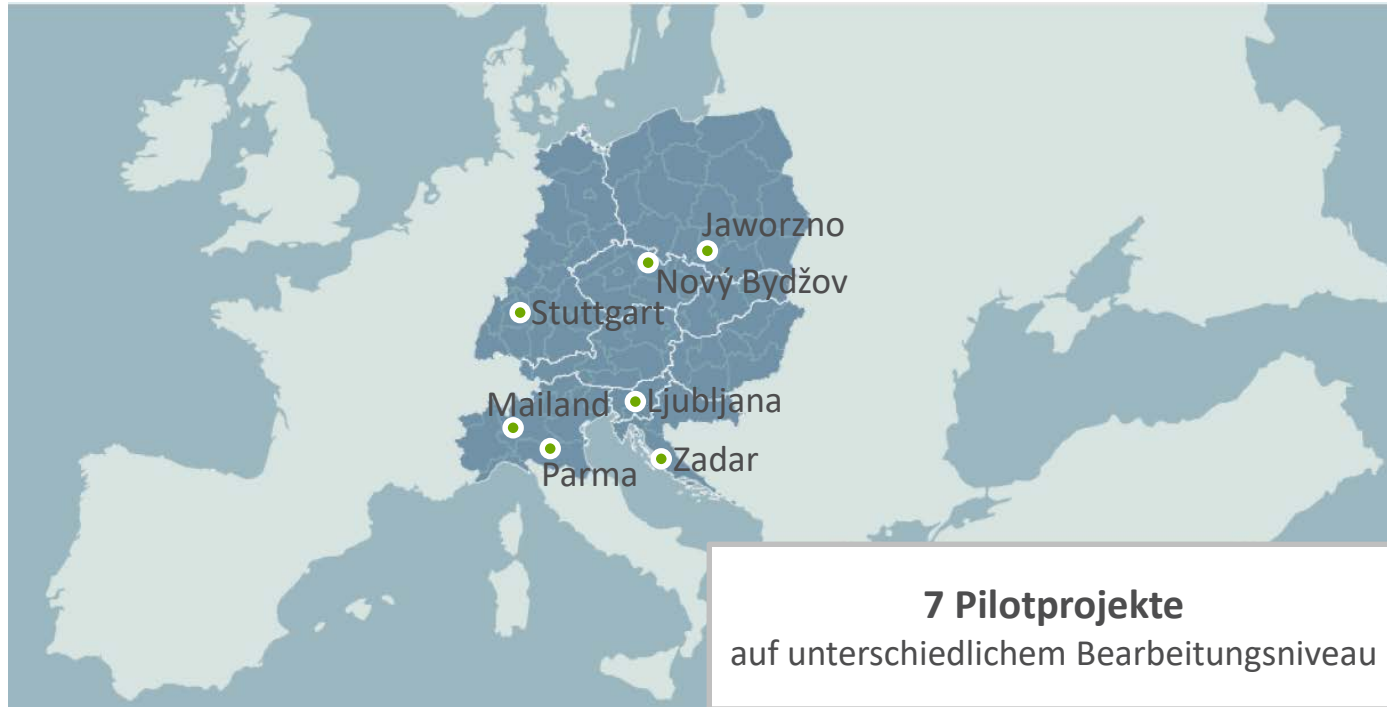 Jaworzno
Nový Bydžov
Stuttgart
Mailand
Ljubljana
Parma
Zadar
7 Pilotprojekte
auf unterschiedlichem Bearbeitungsniveau